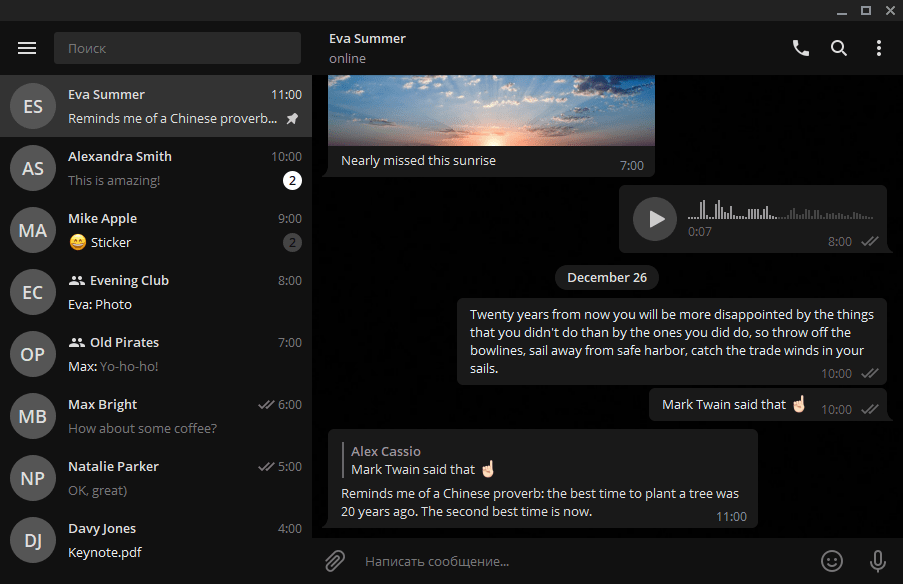 Поиск
ES
Eva Summer 11:00
Reminds me of a Chinese proverb...
AS
Alexandra Smith 10:00
This is amazing! 2
MA
Mike Apple 9:00
😄 Sticker 2
EC
Evening Club 8:00
Eva: Photo
OP
Old Pirates 7:00
Max: Yo-ho-ho!
MB
Max Bright 6:00
How about some coffee?
NP
Natalie Parker 5:00
OK, great)
DJ
Davy Jones 4:00
Keynote.pdf
Eva Summer
online
Nearly missed this sunrise
7:00
0:07
8:00
December 26
Twenty years from now you will be more disappointed by the things
that you didn't do than by the ones you did do, so throw off the
bowlines, sail away from safe harbor, catch the trade winds in your
sails.
10:00
Mark Twain said that ☝🏻 10:00
Alex Cassio
Mark Twain said that ☝🏻
Reminds me of a Chinese proverb: the best time to plant a tree was
20 years ago. The second best time is now.
11:00
Написать сообщение...